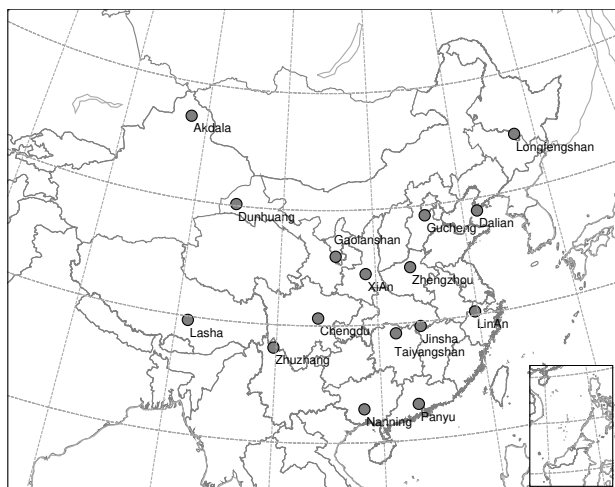 Akdala
Longfengshan
Dunhuang
Gucheng
Dalian
Gaolanshan
XiAn
Zhengzhou
Lasha
Chengdu
LinAn
Jinsha
Taiyangshan
Zhuzhang
Nanning
Panyu